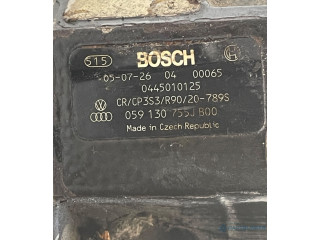 515 BOSCH
05-07-26 04 00065
0445010125
CR/CP3S3/R90/20-789S
059 130 755J B00
Made in Czech Republic